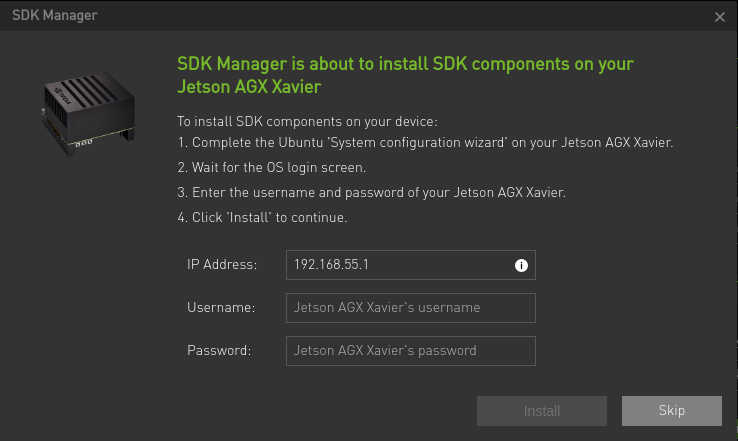 SDK Manager
SDK Manager is about to install SDK components on your
Jetson AGX Xavier
To install SDK components on your device:
1. Complete the Ubuntu 'System configuration wizard' on your Jetson AGX Xavier.
2. Wait for the OS login screen.
3. Enter the username and password of your Jetson AGX Xavier.
4. Click 'Install' to continue.
IP Address: 192.168.55.1
Username: Jetson AGX Xavier's username
Password: Jetson AGX Xavier's password
Install Skip